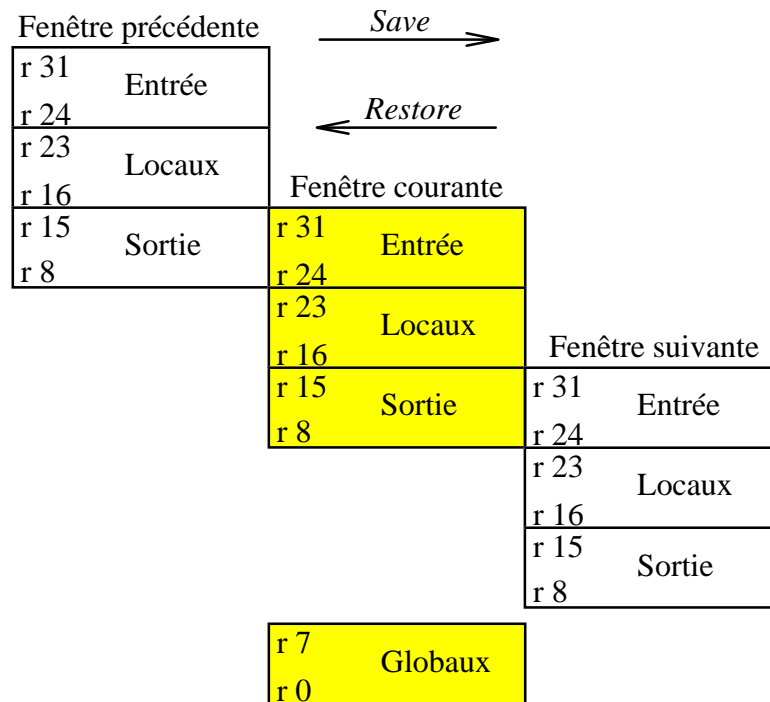 Fenêtre précédente
Save
r 31
Entrée
r 24
Restore
r 23
Locaux
r 16
Fenêtre courante
r 15
Sortie
r 8
r 31
Entrée
r 24
r 23
Locaux
r 16
Fenêtre suivante
r 15
Sortie
r 8
r 31
Entrée
r 24
r 23
Locaux
r 16
r 15
Sortie
r 8
r 7
Globaux
r 0